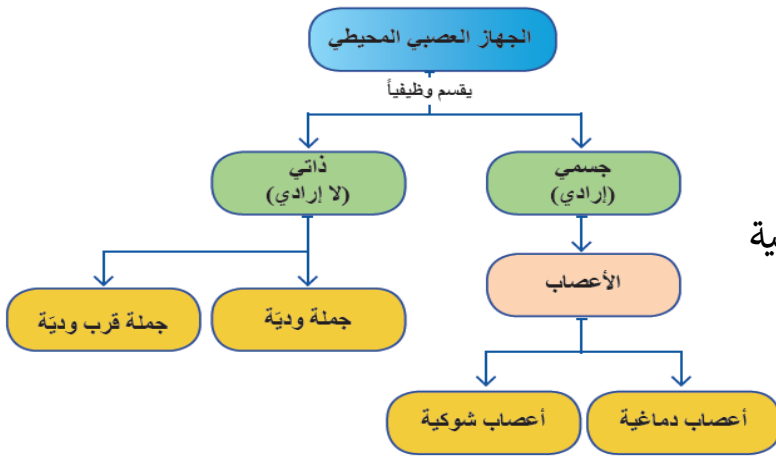 الجهاز العصبي المحيطي
يقسم وظيفياً
جسمي
(إرادي)
ذاتي
(لا إرادي)
الأعصاب
جملة وديّة
جملة قرب وديّة
أعصاب دماغية
أعصاب شوكية